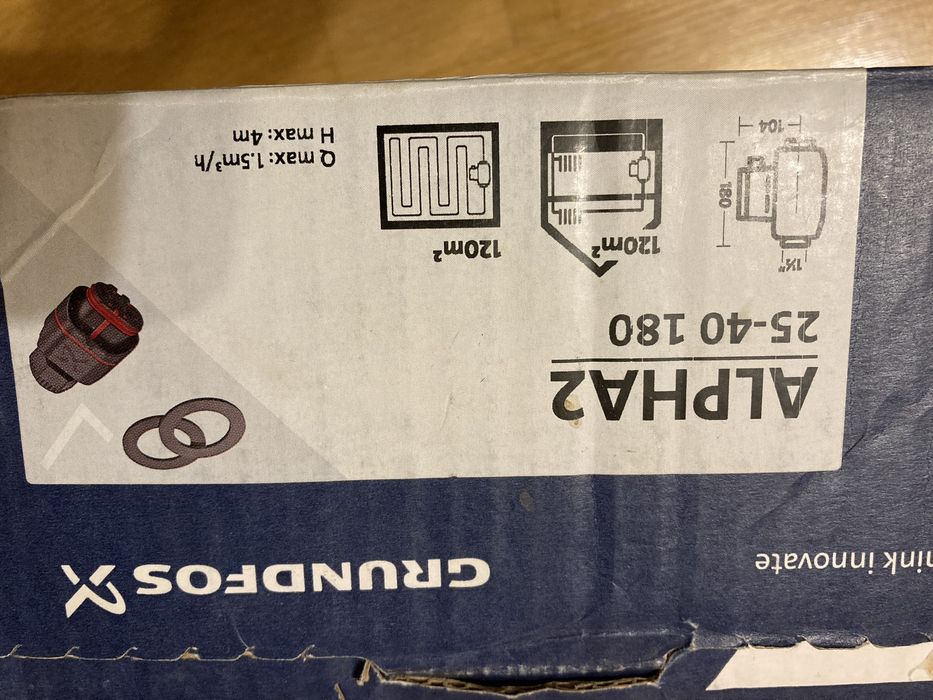 GRUNDFOS
hink innovate
ALPHA2
25-40 180
1½"
180
104
120m²
120m²
Q max: 1.5m³/h
H max: 4m